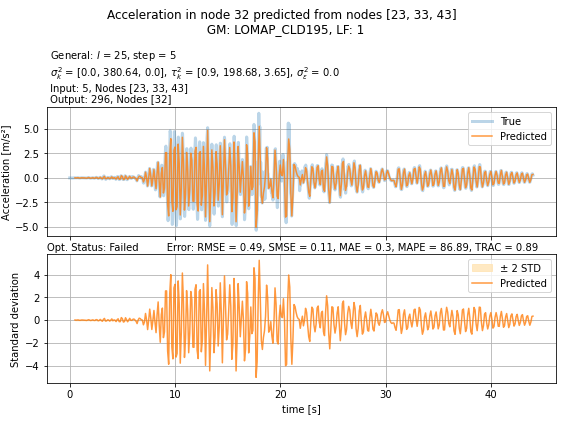 Acceleration in node 32 predicted from nodes [23, 33, 43]
GM: LOMAP_CLD195, LF: 1
General: l = 25, step = 5
σ²ₖ = [0.0, 380.64, 0.0], τ²ₖ = [0.9, 198.68, 3.65], σ²ₑ = 0.0
Input: 5, Nodes [23, 33, 43]
Output: 296, Nodes [32]
Acceleration [m/s²]
5.0
2.5
0.0
−2.5
−5.0
True
Predicted
Opt. Status: Failed Error: RMSE = 0.49, SMSE = 0.11, MAE = 0.3, MAPE = 86.89, TRAC = 0.89
Standard deviation
4
2
0
−2
−4
± 2 STD
Predicted
0 10 20 30 40
time [s]